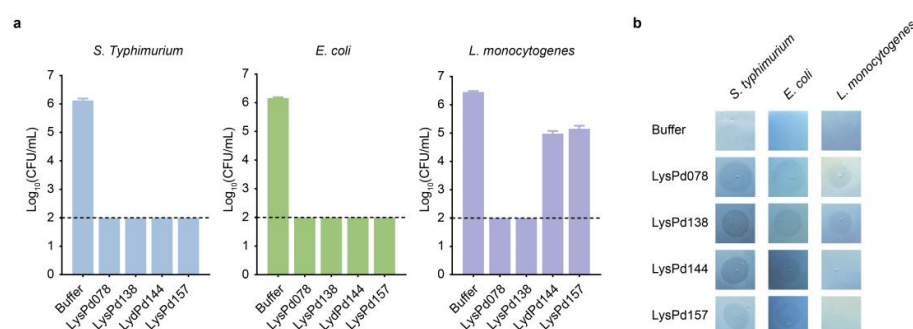 a
S. Typhimurium
E. coli
L. monocytogenes
Log10(CFU/mL)
7
6
5
4
3
2
1
0
Buffer
LysPd078
LysPd138
LydPd144
LysPd157
Log10(CFU/mL)
7
6
5
4
3
2
1
0
Buffer
LysPd078
LysPd138
LydPd144
LysPd157
Log10(CFU/mL)
7
6
5
4
3
2
1
0
Buffer
LysPd078
LysPd138
LydPd144
LysPd157
b
S. typhimurium
E. coli
L. monocytogenes
Buffer
LysPd078
LysPd138
LysPd144
LysPd157